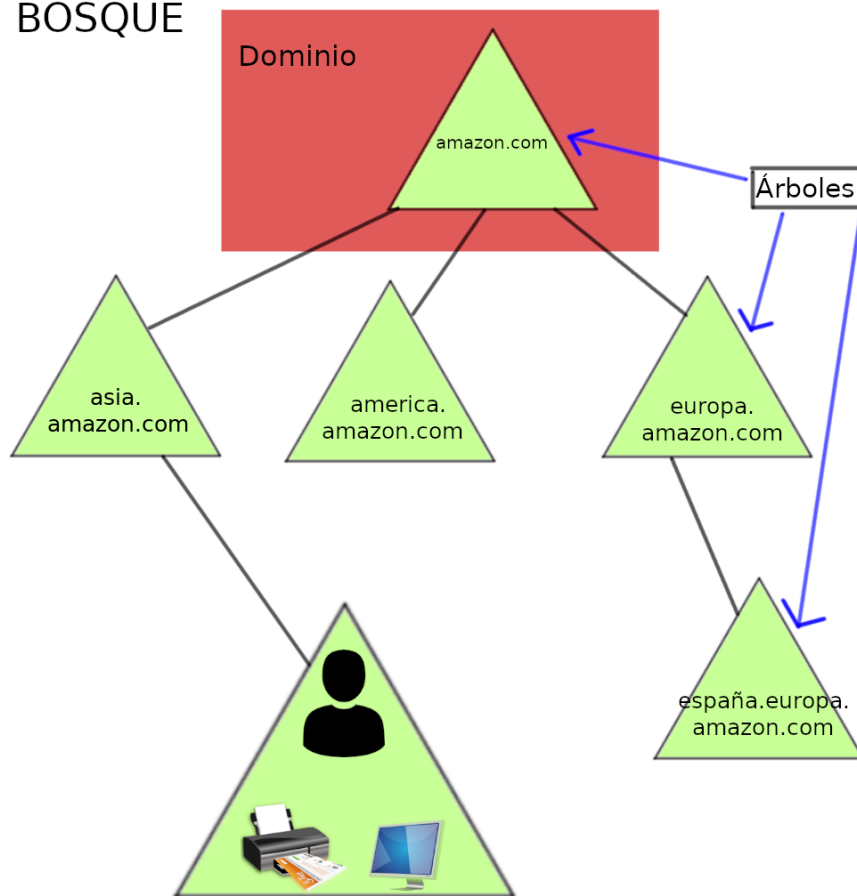 BOSQUE
Dominio
amazon.com
Árboles
asia.
amazon.com
america.
amazon.com
europa.
amazon.com
españa.europa.
amazon.com